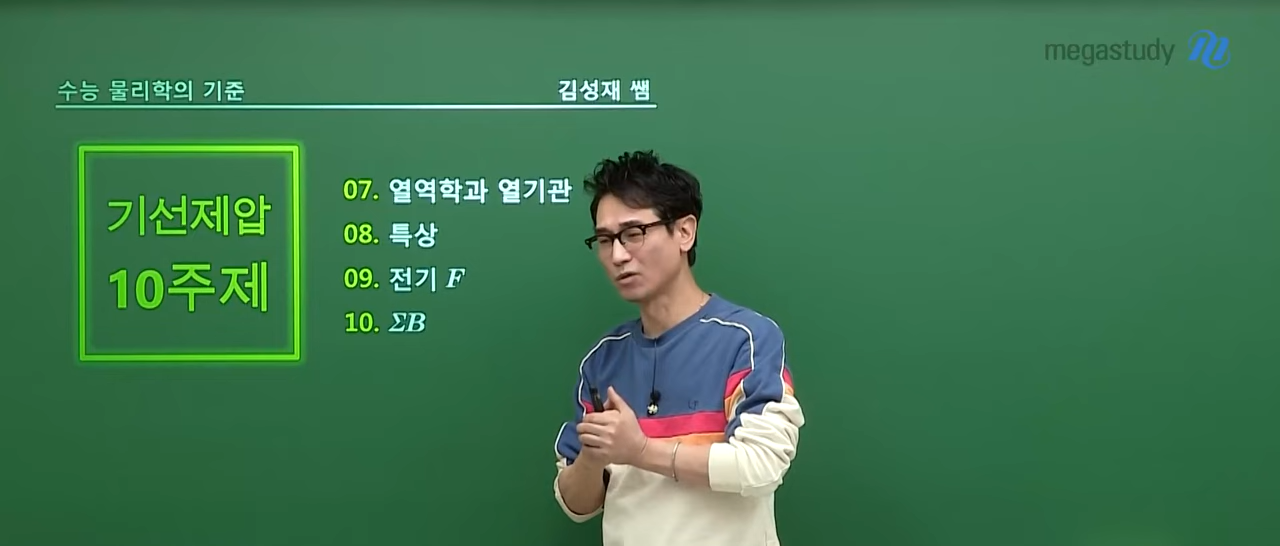 megastudy
수능 물리학의 기준 김성재 쌤
기선제압
10주제
07. 열역학과 열기관
08. 특상
09. 전기 F
10. ΣB